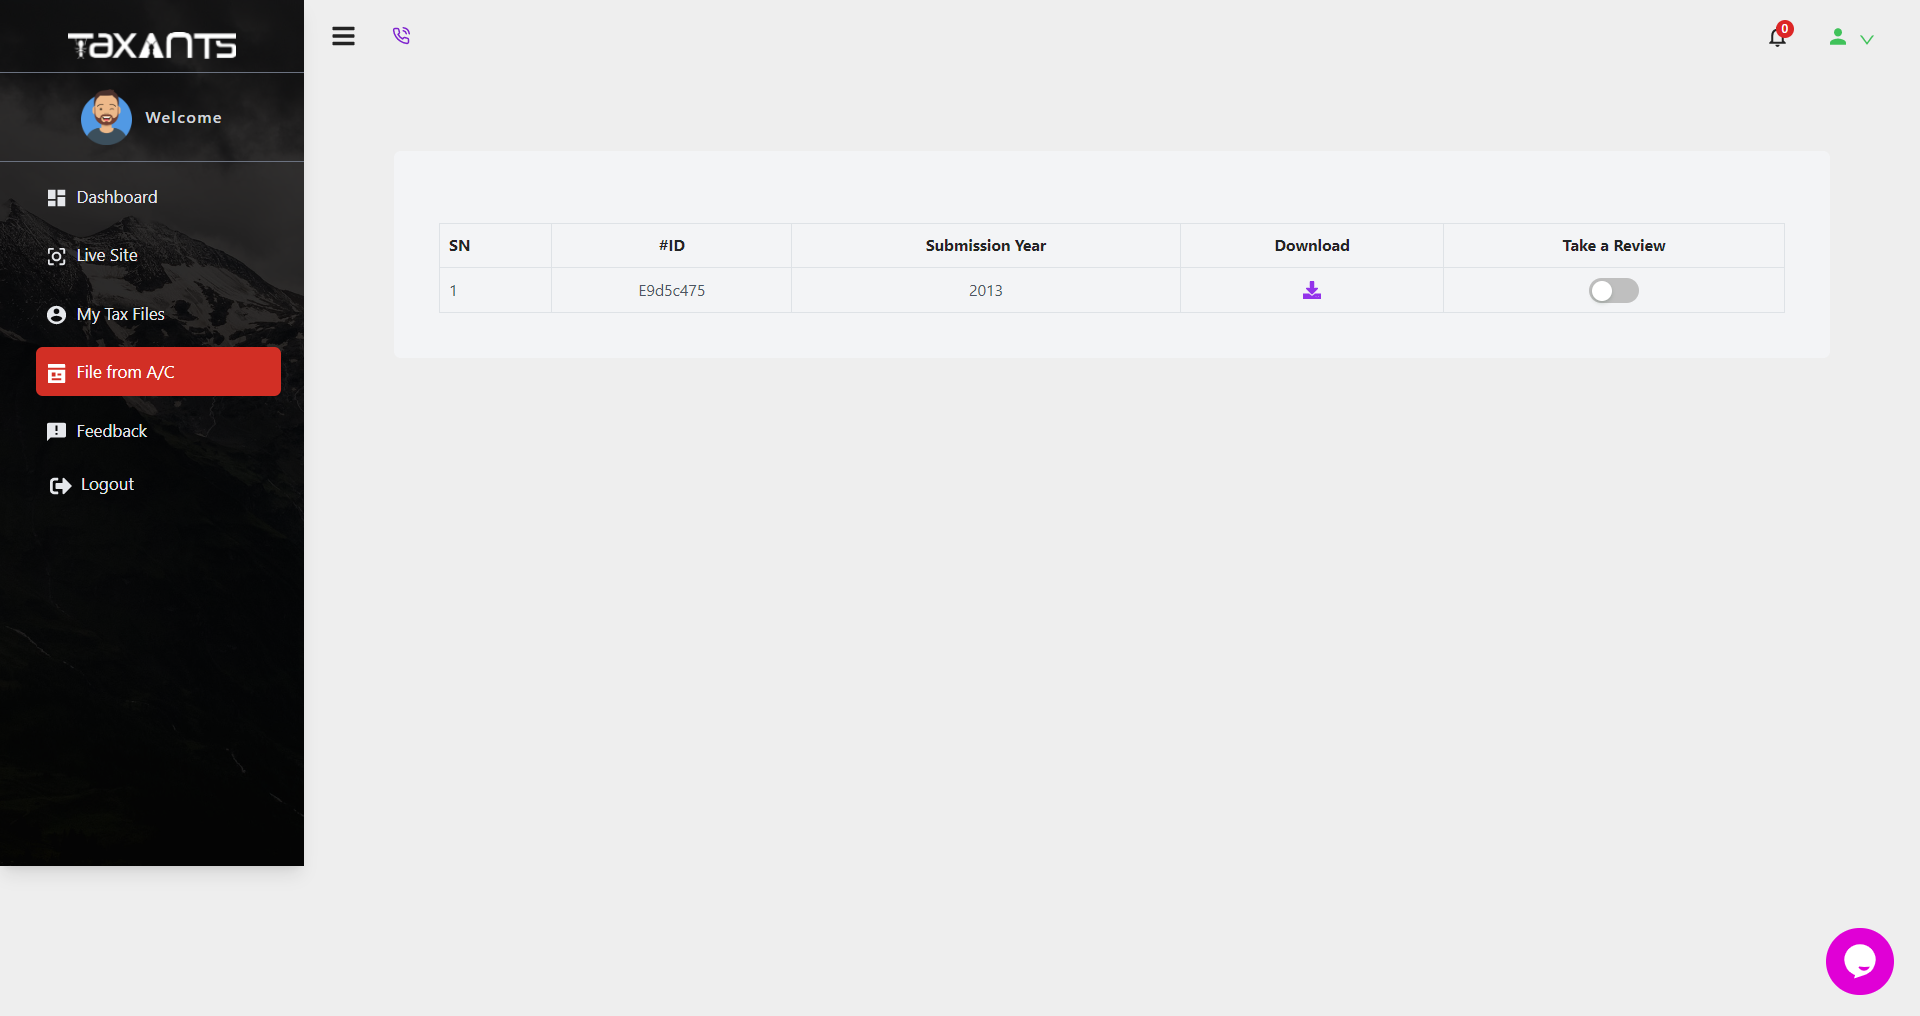 TaxAnts
Welcome
Dashboard
Live Site
My Tax Files
File from A/C
Feedback
Logout
0
SN #ID Submission Year Download Take a Review
1 E9d5c475 2013